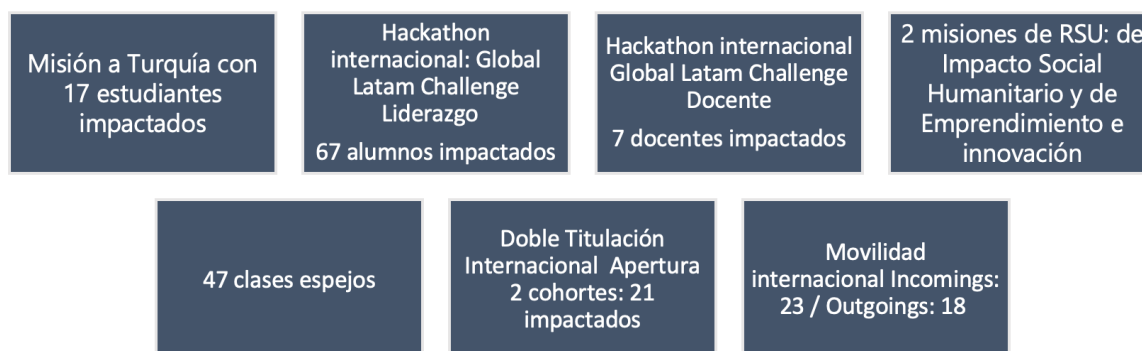 Misión a Turquía con
17 estudiantes
impactados
Hackathon
internacional: Global
Latam Challenge
Liderazgo
67 alumnos impactados
Hackathon internacional
Global Latam Challenge
Docente
7 docentes impactados
2 misiones de RSU: de
Impacto Social
Humanitario y de
Emprendimiento e
innovación
47 clases espejos
Doble Titulación
Internacional Apertura
2 cohortes: 21
impactados
Movilidad
internacional Incomings:
23 / Outgoings: 18